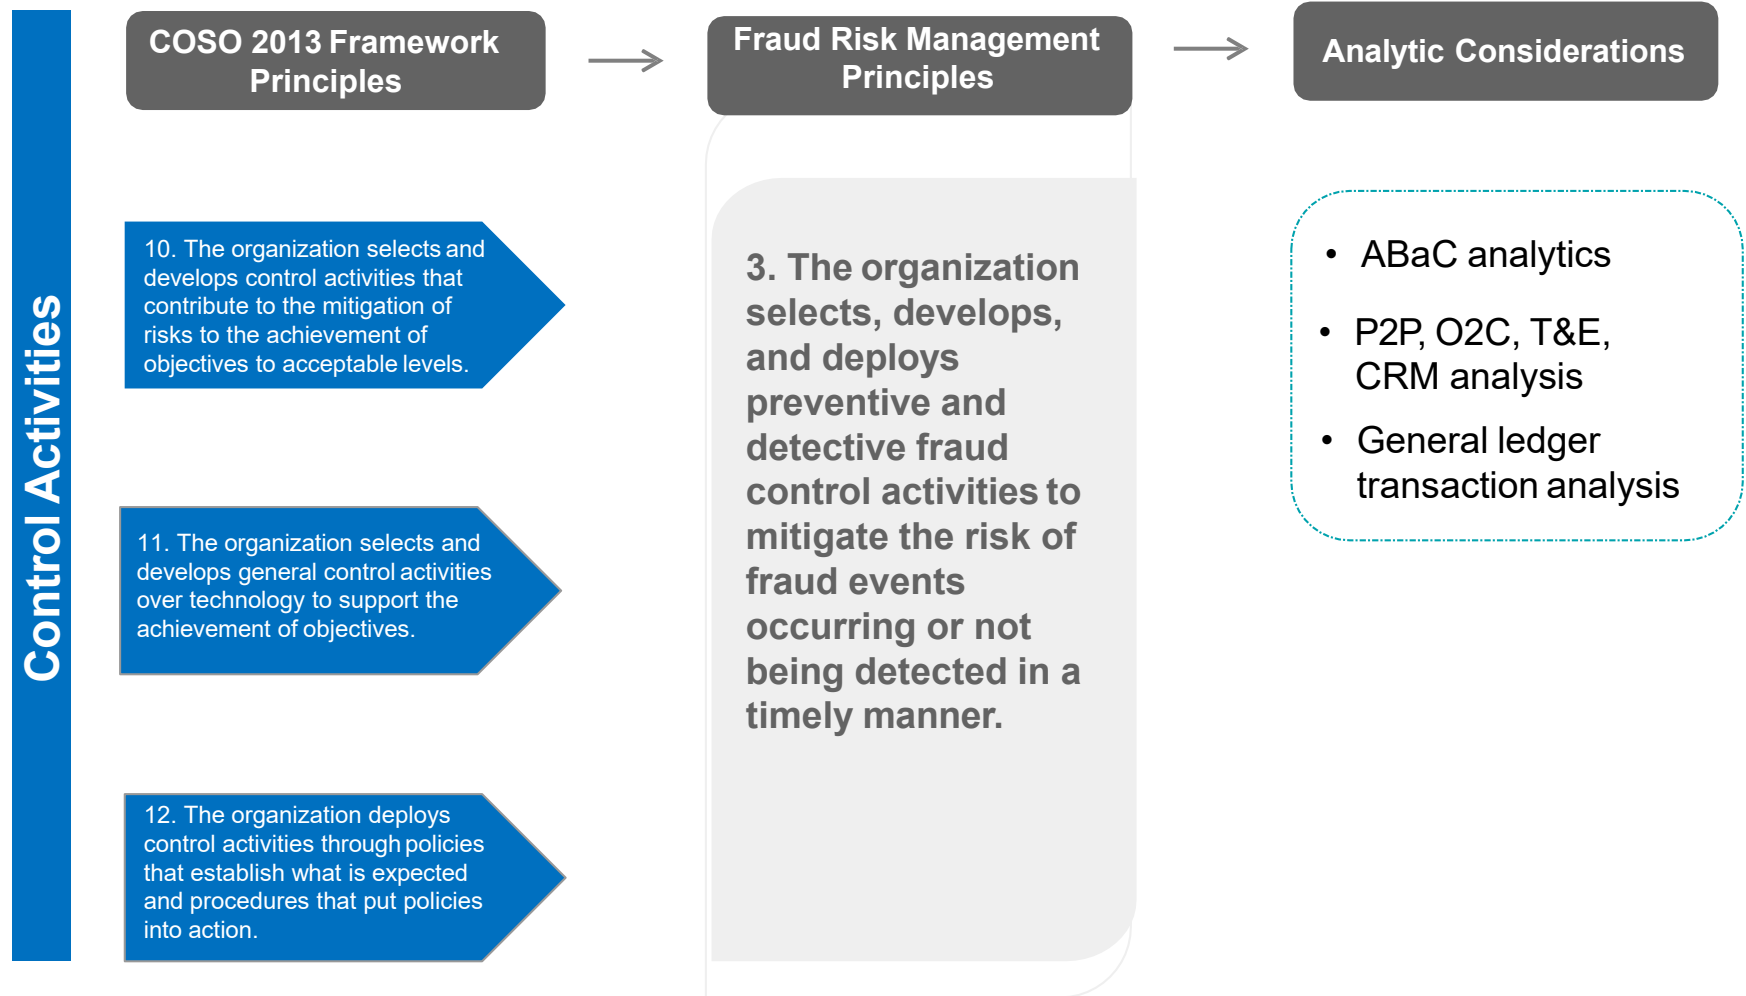 Control Activities
COSO 2013 Framework
Principles
Fraud Risk Management
Principles
Analytic Considerations
10. The organization selects and
develops control activities that
contribute to the mitigation of
risks to the achievement of
objectives to acceptable levels.
11. The organization selects and
develops general control activities
over technology to support the
achievement of objectives.
12. The organization deploys
control activities through policies
that establish what is expected
and procedures that put policies
into action.
3. The organization
selects, develops,
and deploys
preventive and
detective fraud
control activities to
mitigate the risk of
fraud events
occurring or not
being detected in a
timely manner.
• ABaC analytics
• P2P, O2C, T&E,
CRM analysis
• General ledger
transaction analysis